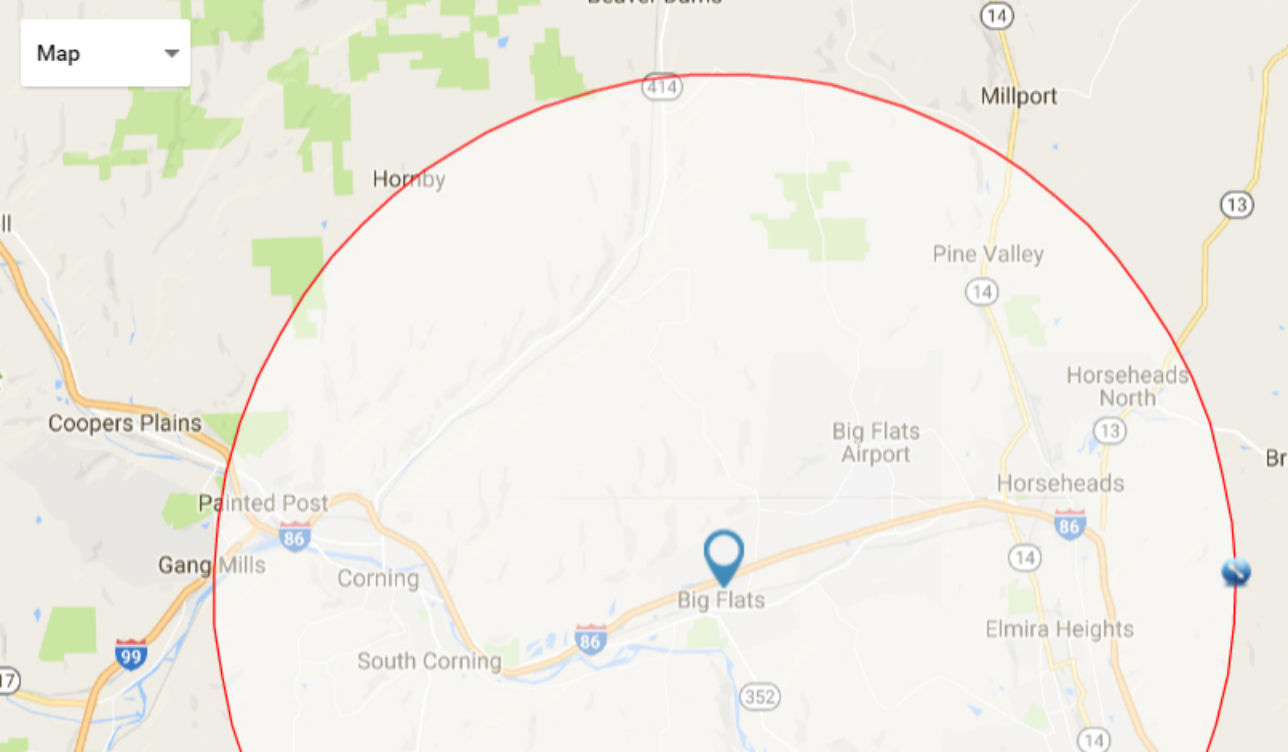 Map
14
414
Millport
Hornby
13
Pine Valley
14
Horseheads
North
Coopers Plains
13
Big Flats
Airport
Horseheads
Painted Post
86
86
14
Gang Mills
Corning
Big Flats
Elmira Heights
86
99
South Corning
352
14